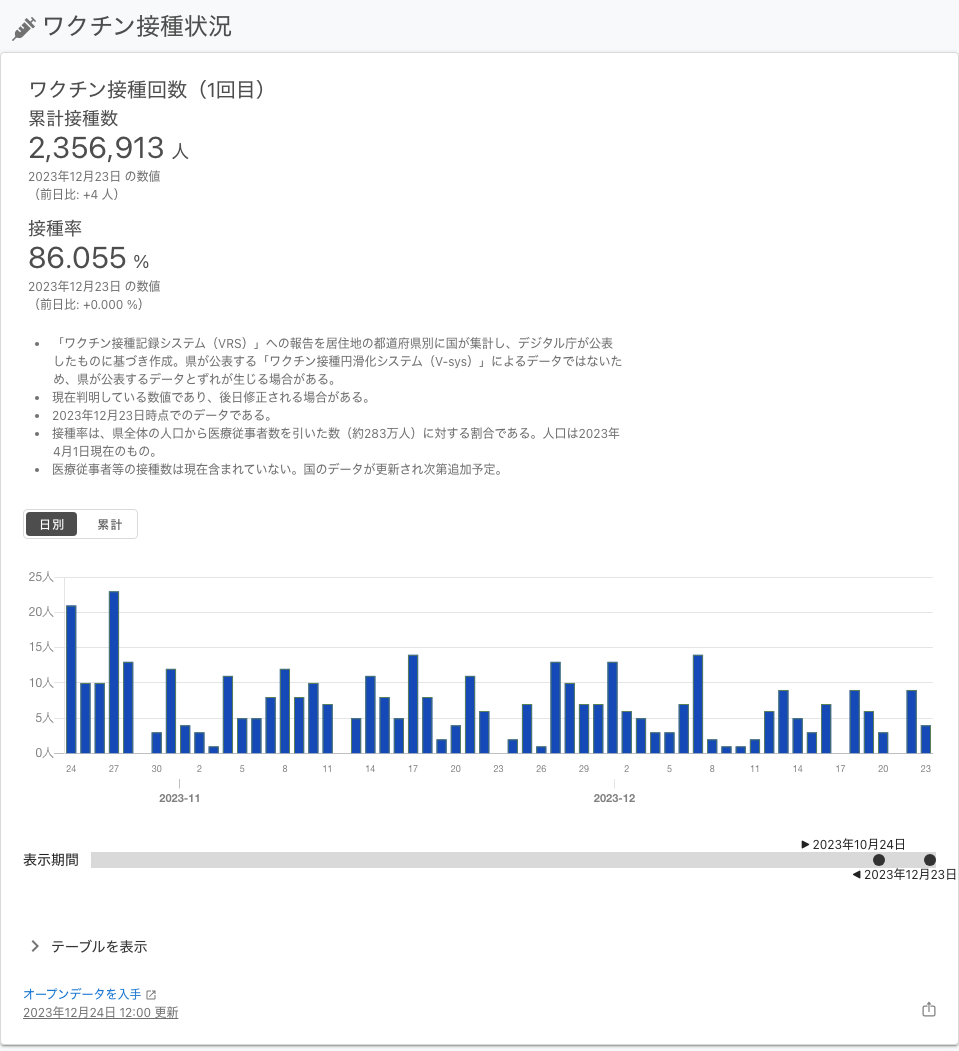 ワクチン接種状況
ワクチン接種回数（1回目）
累計接種数
2,356,913 人
2023年12月23日 の数値
（前日比: +4 人）
接種率
86.055 %
2023年12月23日 の数値
（前日比: +0.000 %）
• 「ワクチン接種記録システム（VRS）」への報告を居住地の都道府県別に国が集計し、デジタル庁が公表
したものに基づき作成。県が公表する「ワクチン接種円滑化システム（V-sys）」によるデータではないた
め、県が公表するデータとずれが生じる場合がある。
• 現在判明している数値であり、後日修正される場合がある。
• 2023年12月23日時点でのデータである。
• 接種率は、県全体の人口から医療従事者数を引いた数（約283万人）に対する割合である。人口は2023年
4月1日現在のもの。
• 医療従事者等の接種数は現在含まれていない。国のデータが更新され次第追加予定。
日別 累計
25人
20人
15人
10人
5人
0人
24 27 30 2 5 8 11 14 17 20 23 26 29 2 5 8 11 14 17 20 23
2023-11 2023-12
▶ 2023年10月24日
表示期間
◀ 2023年12月23日
テーブルを表示
オープンデータを入手
2023年12月24日 12:00 更新